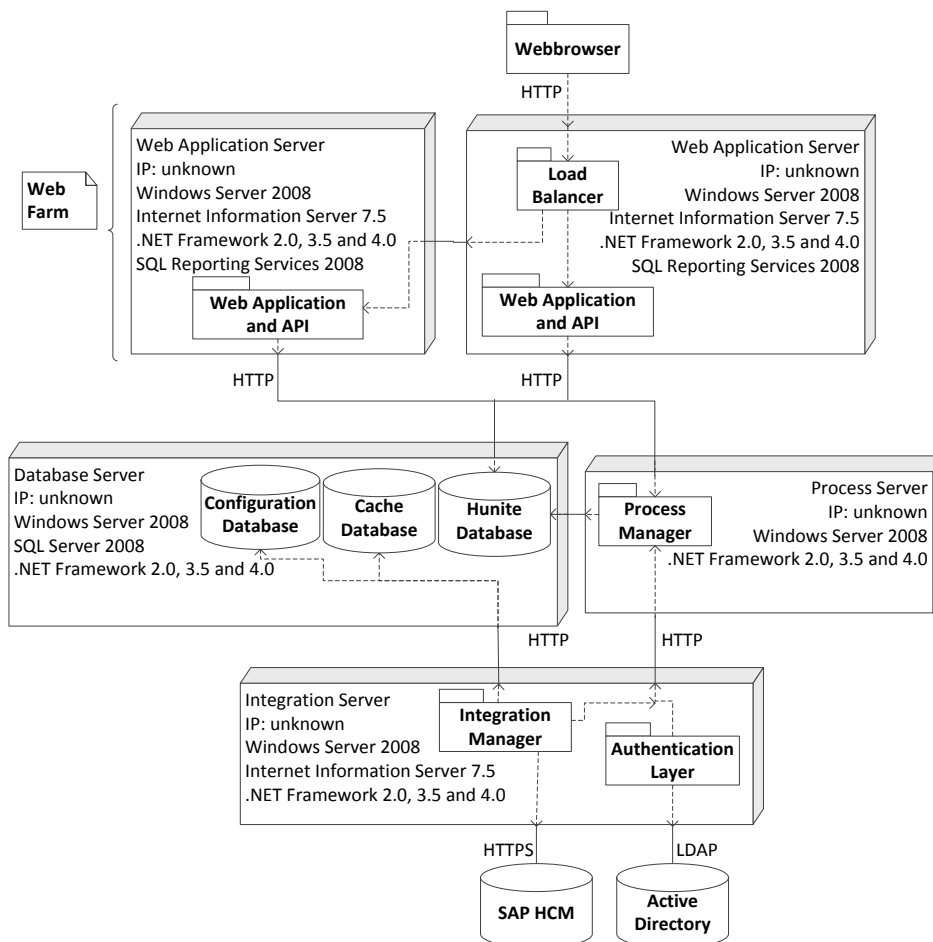 Webbrowser
HTTP
Web
Farm
Web Application Server
IP: unknown
Windows Server 2008
Internet Information Server 7.5
.NET Framework 2.0, 3.5 and 4.0
SQL Reporting Services 2008
Web Application
and API
Web Application Server
IP: unknown
Windows Server 2008
Internet Information Server 7.5
.NET Framework 2.0, 3.5 and 4.0
SQL Reporting Services 2008
Load
Balancer
Web Application
and API
HTTP
HTTP
Database Server
IP: unknown
Windows Server 2008
SQL Server 2008
.NET Framework 2.0, 3.5 and 4.0
Configuration
Database
Cache
Database
Hunite
Database
Process Server
IP: unknown
Windows Server 2008
.NET Framework 2.0, 3.5 and 4.0
Process
Manager
HTTP
HTTP
Integration Server
IP: unknown
Windows Server 2008
Internet Information Server 7.5
.NET Framework 2.0, 3.5 and 4.0
Integration
Manager
Authentication
Layer
HTTPS
LDAP
SAP HCM
Active
Directory